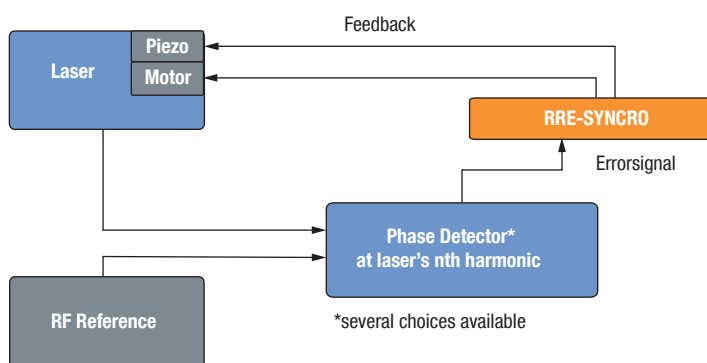 Feedback
Piezo
Laser
Motor
RRE-SYNCRO
Errorsignal
Phase Detector*
at laser's nth harmonic
RF Reference
*several choices available